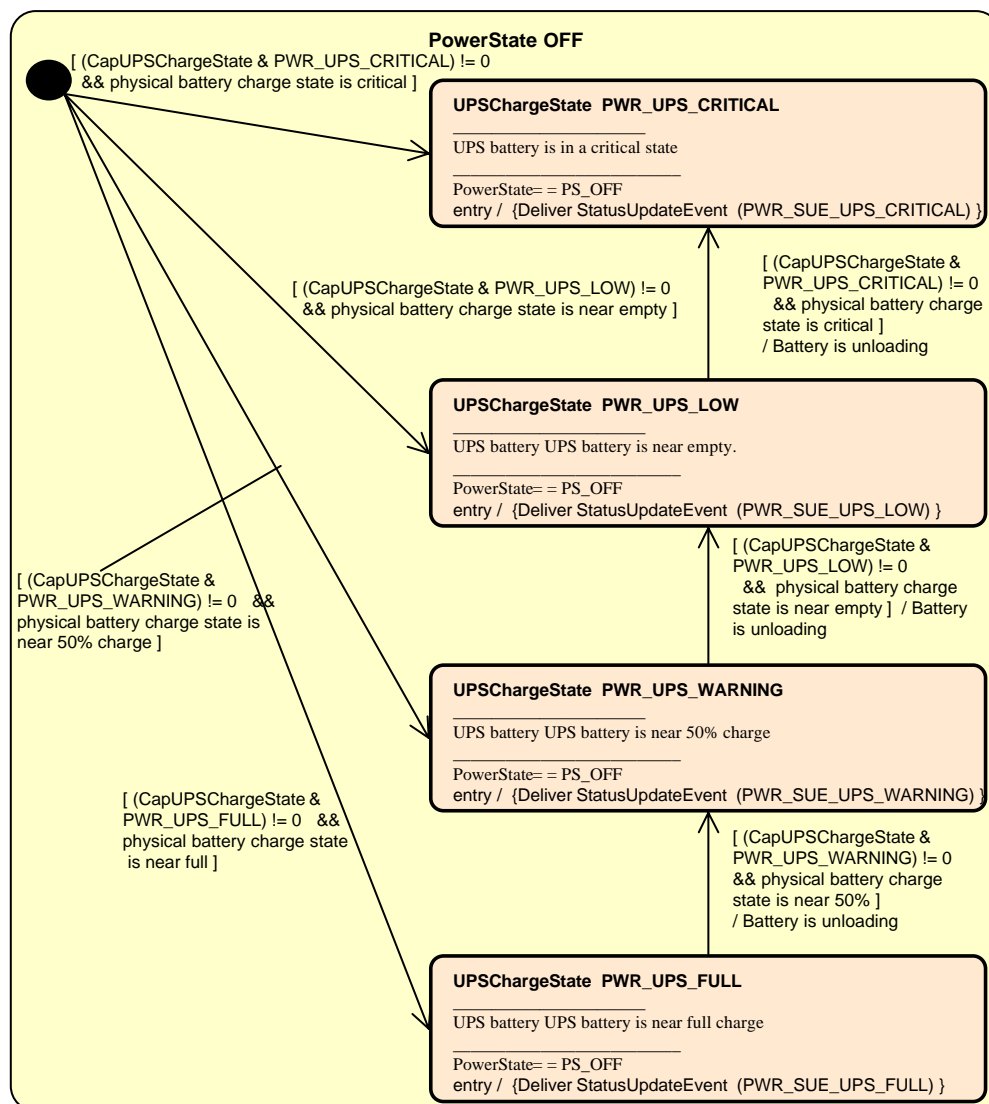 PowerState OFF
[ (CapUPSChargeState & PWR_UPS_CRITICAL) != 0
&& physical battery charge state is critical ]
UPSChargeState PWR_UPS_CRITICAL
UPS battery is in a critical state
PowerState= = PS_OFF
entry / {Deliver StatusUpdateEvent (PWR_SUE_UPS_CRITICAL) }
[ (CapUPSChargeState &
PWR_UPS_CRITICAL) != 0
&& physical battery charge
state is critical ]
/ Battery is unloading
[ (CapUPSChargeState & PWR_UPS_LOW) != 0
&& physical battery charge state is near empty ]
UPSChargeState PWR_UPS_LOW
UPS battery UPS battery is near empty.
PowerState= = PS_OFF
entry / {Deliver StatusUpdateEvent (PWR_SUE_UPS_LOW) }
[ (CapUPSChargeState &
PWR_UPS_LOW) != 0
&& physical battery charge
state is near empty ] / Battery
is unloading
[ (CapUPSChargeState &
PWR_UPS_WARNING) != 0 &&
physical battery charge state is
near 50% charge ]
UPSChargeState PWR_UPS_WARNING
UPS battery UPS battery is near 50% charge
PowerState= = PS_OFF
entry / {Deliver StatusUpdateEvent (PWR_SUE_UPS_WARNING) }
[ (CapUPSChargeState &
PWR_UPS_FULL) != 0 &&
physical battery charge state
is near full ]
[ (CapUPSChargeState &
PWR_UPS_WARNING) != 0
&& physical battery charge
state is near 50% ]
/ Battery is unloading
UPSChargeState PWR_UPS_FULL
UPS battery UPS battery is near full charge
PowerState= = PS_OFF
entry / {Deliver StatusUpdateEvent (PWR_SUE_UPS_FULL) }